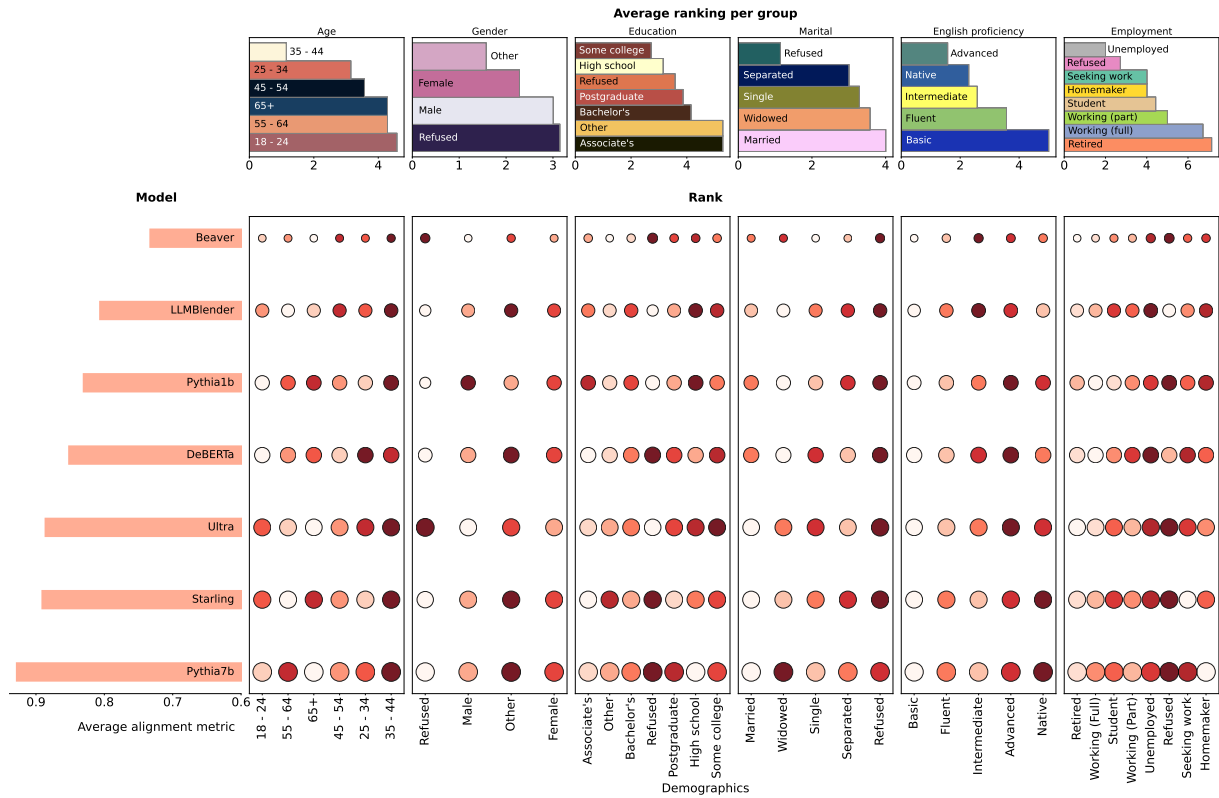 Average ranking per group
Age
Gender
Education
Marital
English proficiency
Employment
35 - 44
25 - 34
45 - 54
65+
55 - 64
18 - 24
0 2 4
Other
Female
Male
Refused
0 1 2 3
Some college
High school
Refused
Postgraduate
Bachelor's
Other
Associate's
0 2 4
Refused
Separated
Single
Widowed
Married
0 2 4
Advanced
Native
Intermediate
Fluent
Basic
0 2 4
Unemployed
Refused
Seeking work
Homemaker
Student
Working (part)
Working (full)
Retired
0 2 4 6
Model
Rank
Beaver
LLMBlender
Pythia1b
DeBERTa
Ultra
Starling
Pythia7b
0.9 0.8 0.7 0.6
Average alignment metric
18 - 24
55 - 64
65+
45 - 54
25 - 34
35 - 44
Refused
Male
Other
Female
Associate's
Other
Bachelor's
Refused
Postgraduate
High school
Some college
Married
Widowed
Single
Separated
Refused
Basic
Fluent
Intermediate
Advanced
Native
Retired
Working (Full)
Student
Working (Part)
Unemployed
Refused
Seeking work
Homemaker
Demographics